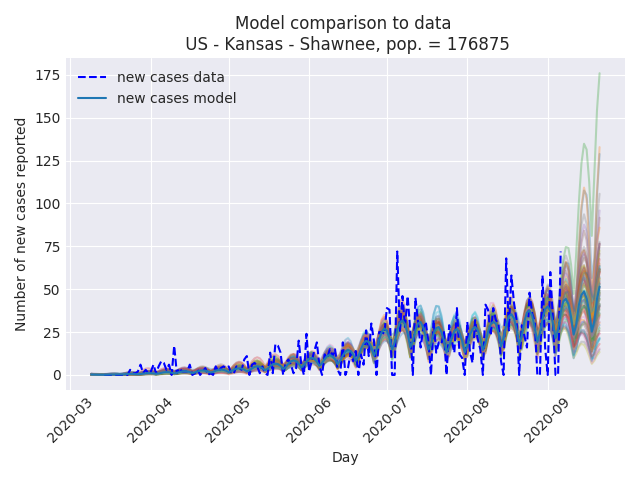 Model comparison to data
US - Kansas - Shawnee, pop. = 176875
new cases data
new cases model
Number of new cases reported
175
150
125
100
75
50
25
0
2020-03
2020-04
2020-05
2020-06
2020-07
2020-08
2020-09
Day